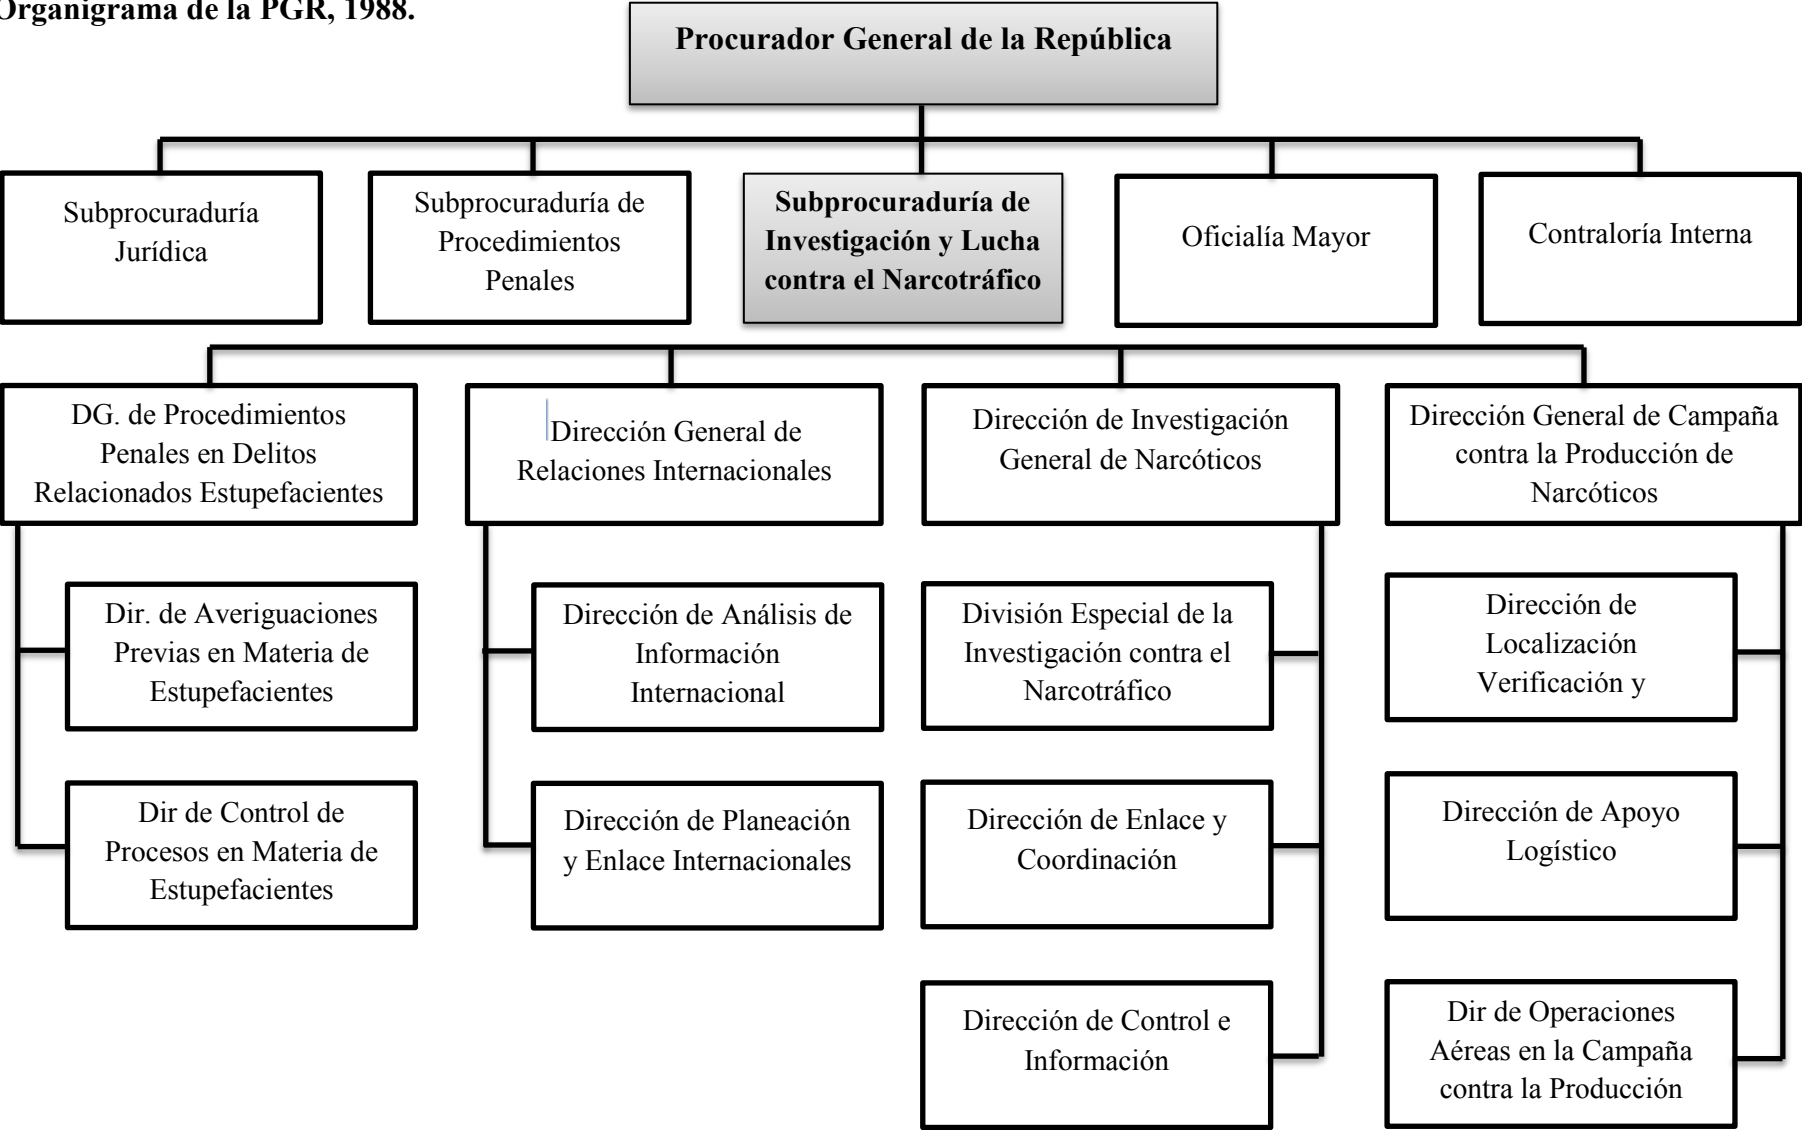 Organigrama de la PGR, 1988.
Procurador General de la República
Subprocuraduría
Jurídica
Subprocuraduría de
Procedimientos
Penales
Subprocuraduría de
Investigación y Lucha
contra el Narcotráfico
Oficialía Mayor
Contraloría Interna
DG. de Procedimientos
Penales en Delitos
Relacionados Estupefacientes
Dirección General de
Relaciones Internacionales
Dirección de Investigación
General de Narcóticos
Dirección General de Campaña
contra la Producción de
Narcóticos
Dir. de Averiguaciones
Previas en Materia de
Estupefacientes
Dirección de Análisis de
Información
Internacional
División Especial de la
Investigación contra el
Narcotráfico
Dirección de
Localización
Verificación y
Dir de Control de
Procesos en Materia de
Estupefacientes
Dirección de Planeación
y Enlace Internacionales
Dirección de Enlace y
Coordinación
Dirección de Apoyo
Logístico
Dirección de Control e
Información
Dir de Operaciones
Aéreas en la Campaña
contra la Producción